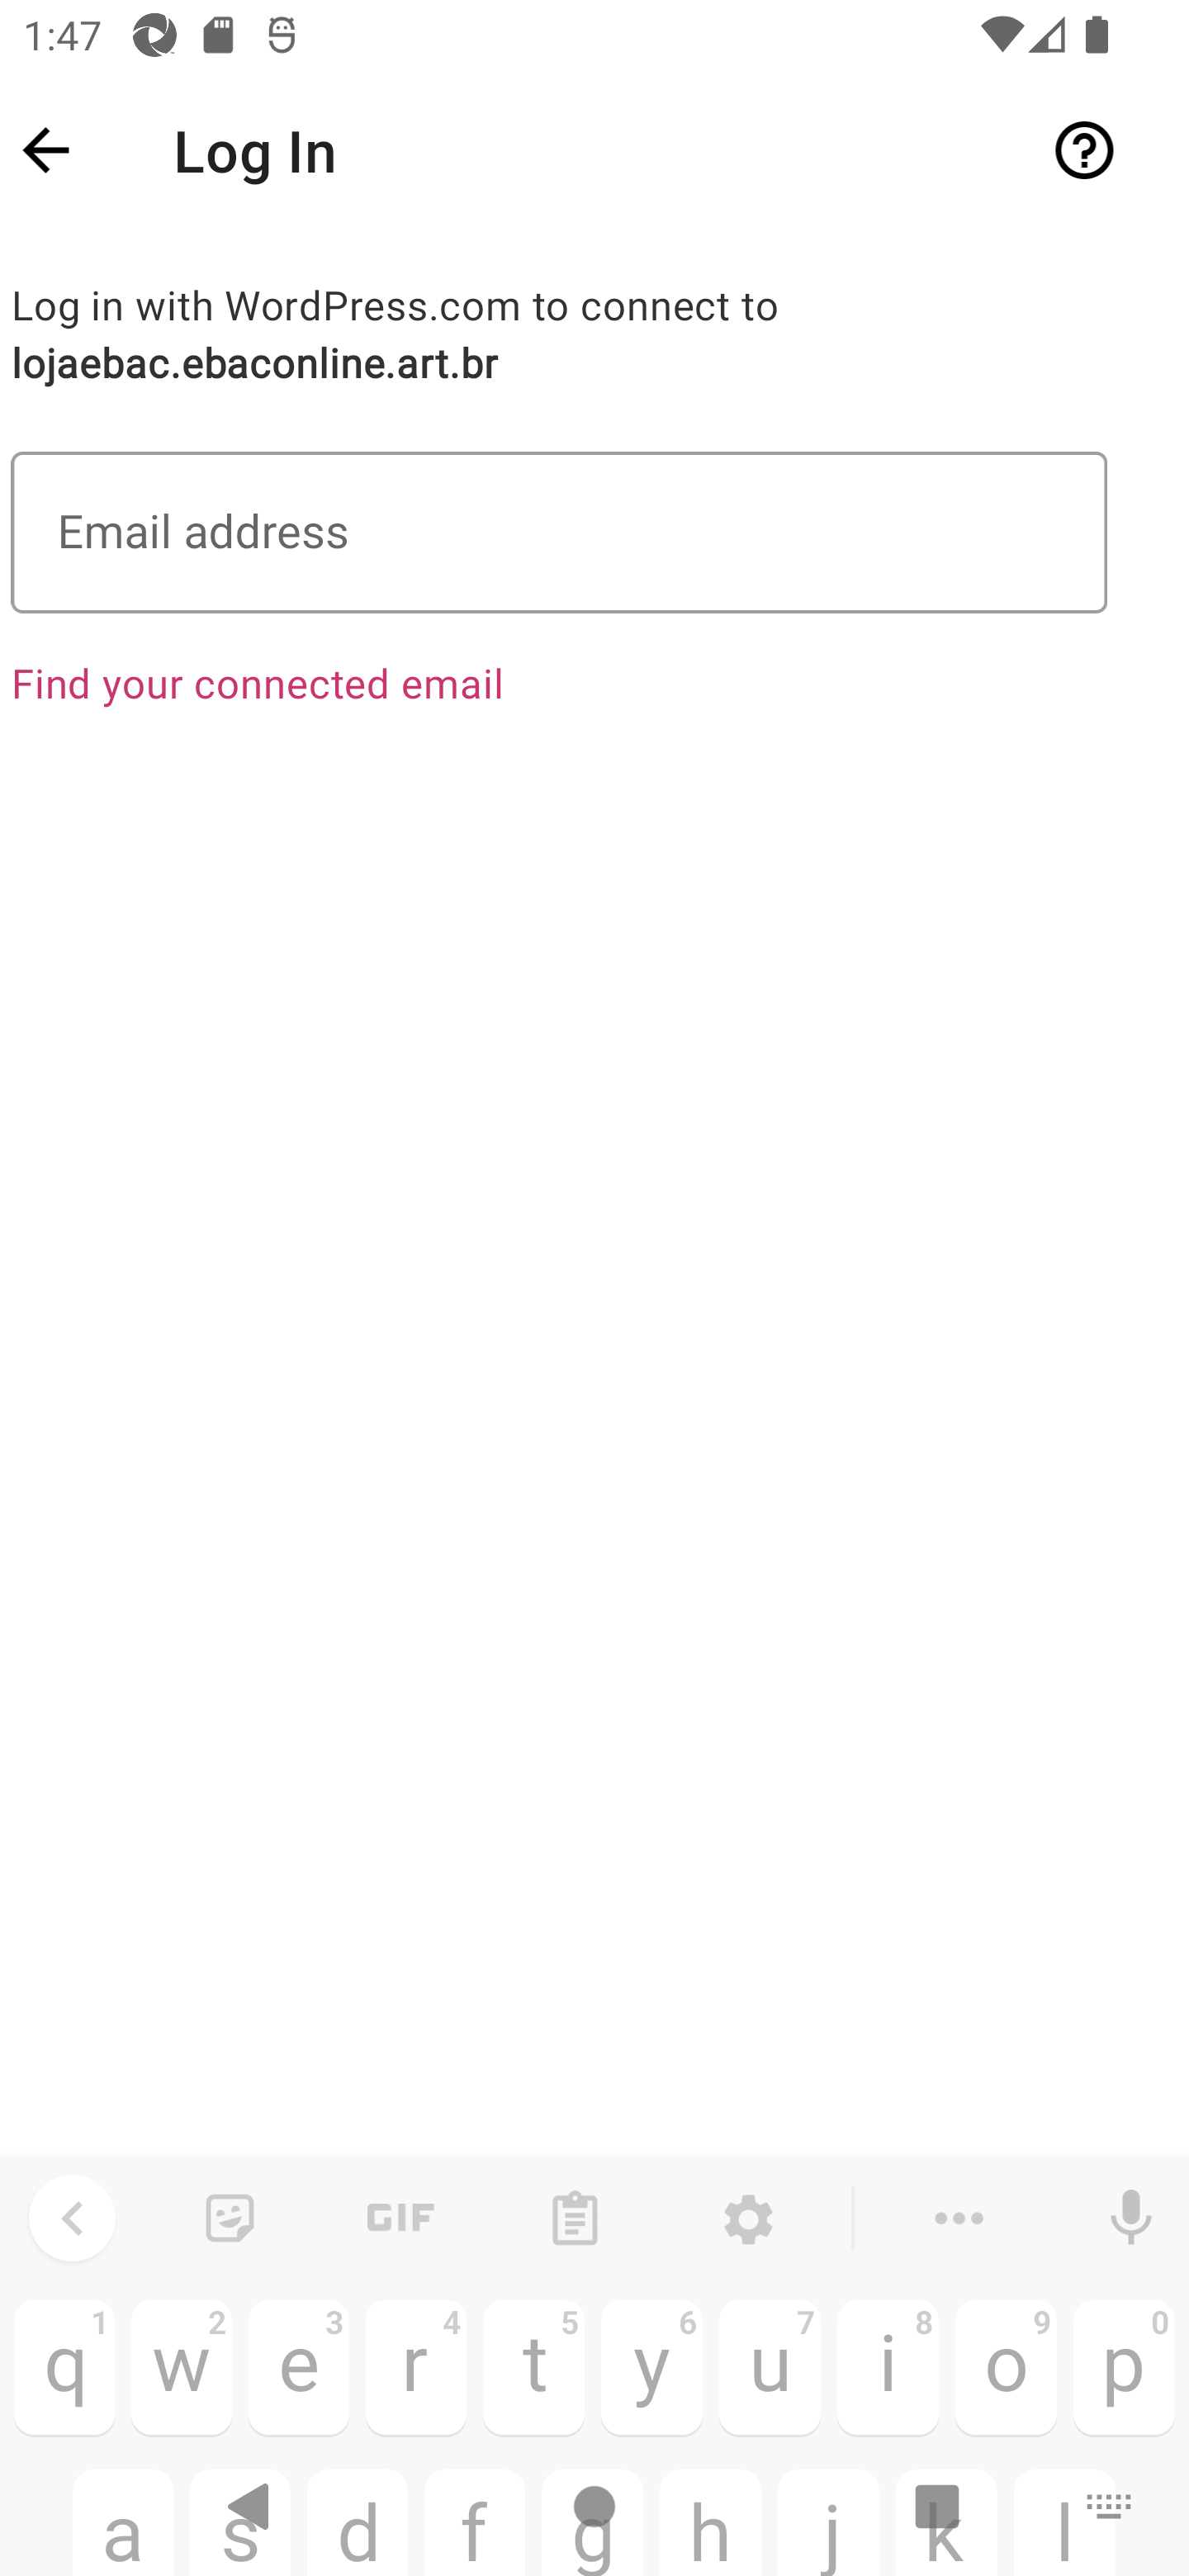 1:47
Log In
Log in with WordPress.com to connect to
lojaebac.ebaconline.art.br
Email address
Find your connected email
GIF
1 2 3 4 5 6 7 8 9 0
q w e r t y u i o p
a s d f g h j k l